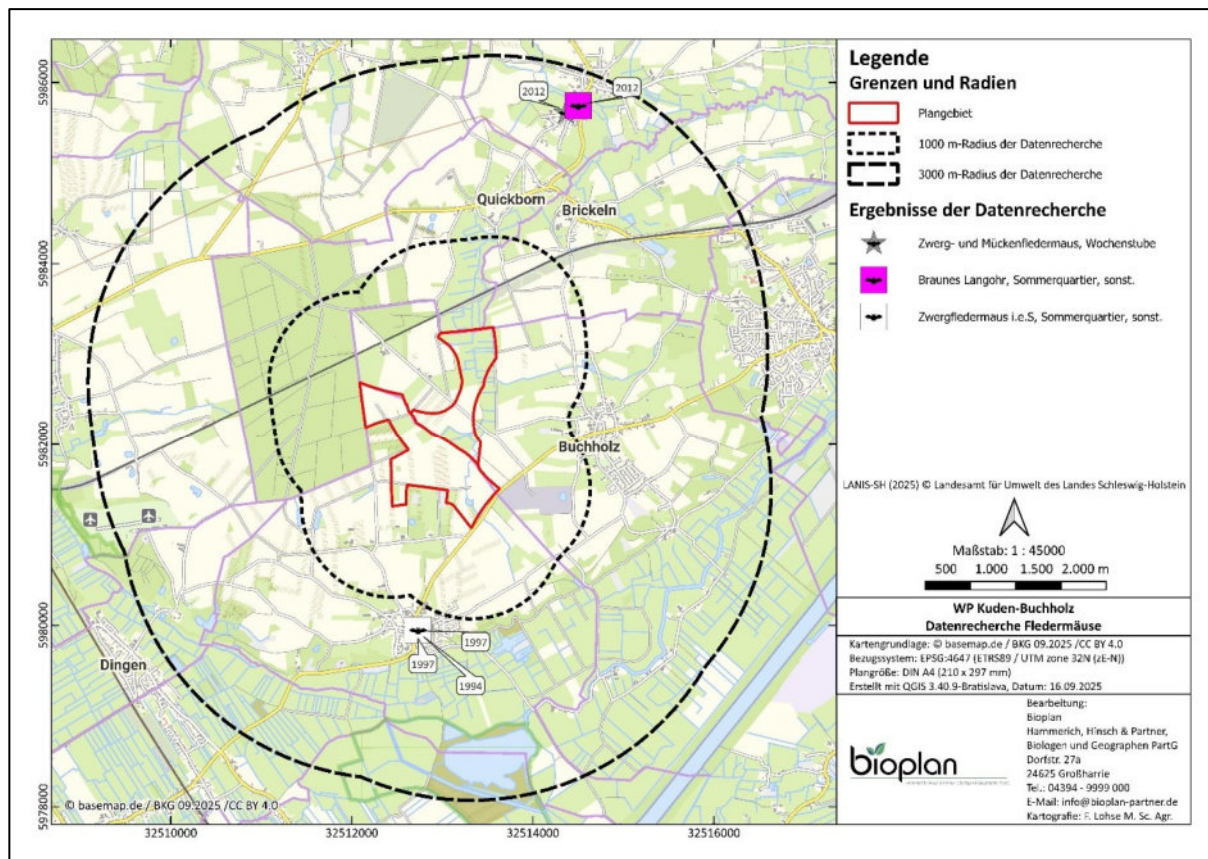 5986000
5984000
5982000
5980000
5978000
32510000
32512000
32514000
32516000
2012
2012
Quickborn
Brickeln
Buchholz
Dingen
1997
1997
1994
© basemap.de / BKG 09.2025 /CC BY 4.0
Legende
Grenzen und Radien
Plangebiet
1000 m-Radius der Datenrecherche
3000 m-Radius der Datenrecherche
Ergebnisse der Datenrecherche
Zwerg- und Mückenfledermaus, Wochenstube
Braunes Langohr, Sommerquartier, sonst.
Zwergfledermaus i.e.S, Sommerquartier, sonst.
LANIS-SH (2025) © Landesamt für Umwelt des Landes Schleswig-Holstein
Maßstab: 1 : 45000
500 1.000 1.500 2.000 m
WP Kuden-Buchholz
Datenrecherche Fledermäuse
Kartengrundlage: © basemap.de / BKG 09.2025 /CC BY 4.0
Bezugssystem: EPSG:4647 (ETRS89 / UTM zone 32N (zE-N))
Plangröße: DIN A4 (210 x 297 mm)
Erstellt mit QGIS 3.40.9-Bratislava, Datum: 16.09.2025
bioplan
Bearbeitung:
Bioplan
Hammerich, Hinsch & Partner,
Biologen und Geographen PartG
Dorfstr. 27a
24625 Großharrie
Tel.: 04394 - 9999 000
E-Mail: info@bioplan-partner.de
Kartografie: F. Lohse M. Sc. Agr.